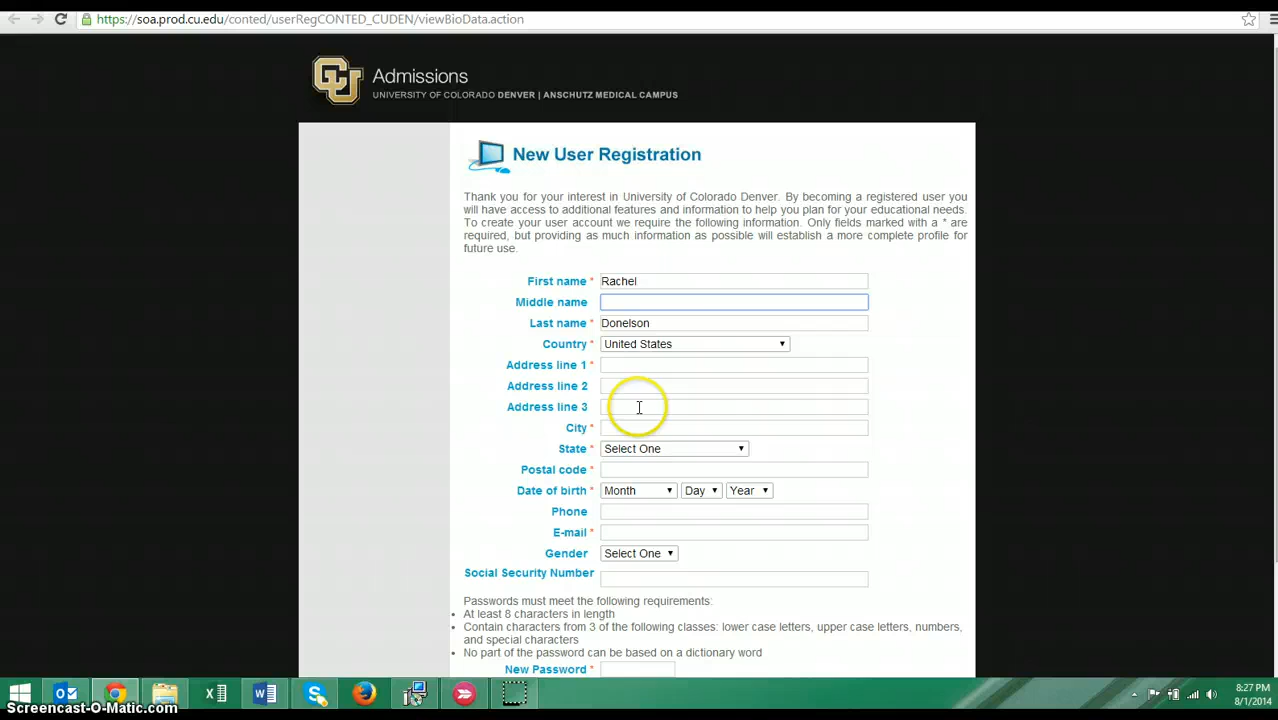 https://soa.prod.cu.edu/conted/userRegCONTED_CUDEN/viewBioData.action
CU
Admissions
UNIVERSITY OF COLORADO DENVER | ANSCHUTZ MEDICAL CAMPUS
New User Registration
Thank you for your interest in University of Colorado Denver. By becoming a registered user you
will have access to additional features and information to help you plan for your educational needs.
To create your user account we require the following information. Only fields marked with a * are
required, but providing as much information as possible will establish a more complete profile for
future use.
First name * Rachel
Middle name
Last name * Donelson
Country * United States
Address line 1 *
Address line 2
Address line 3
City *
State * Select One
Postal code *
Date of birth * Month Day Year
Phone
E-mail *
Gender Select One
Social Security Number
Passwords must meet the following requirements:
• At least 8 characters in length
• Contain characters from 3 of the following classes: lower case letters, upper case letters, numbers,
and special characters
• No part of the password can be based on a dictionary word
New Password *
8:27 PM
8/1/2014
Screencast-O-Matic.com